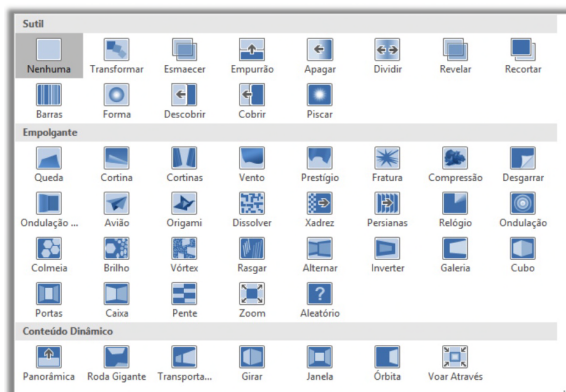 Sutil
Nenhuma Transformar Esmaecer Empurrão Apagar Dividir Revelar Recortar
Barras Forma Descobrir Cobrir Piscar
Empolgante
Queda Cortina Cortinas Vento Prestígio Fratura Compressão Desgarrar
Ondulação ... Avião Origami Dissolver Xadrez Persianas Relógio Ondulação
Colmeia Brilho Vórtex Rasgar Alternar Inverter Galeria Cubo
Portas Caixa Pente Zoom Aleatório
Conteúdo Dinâmico
Panorâmica Roda Gigante Transporta... Girar Janela Órbita Voar Através